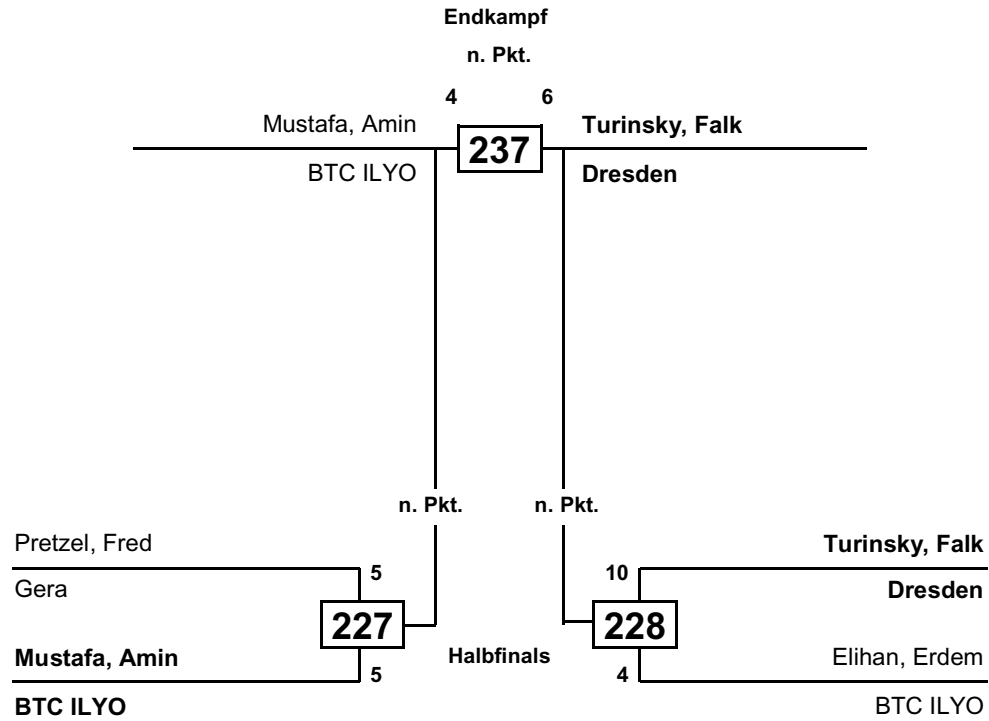 Endkampf
n. Pkt.
4 6
Mustafa, Amin 237 Turinsky, Falk
BTC ILYO Dresden
n. Pkt. n. Pkt.
Pretzel, Fred Turinsky, Falk
5 10
Gera Dresden
227 228
Mustafa, Amin Halbfinals Elihan, Erdem
5 4
BTC ILYO BTC ILYO